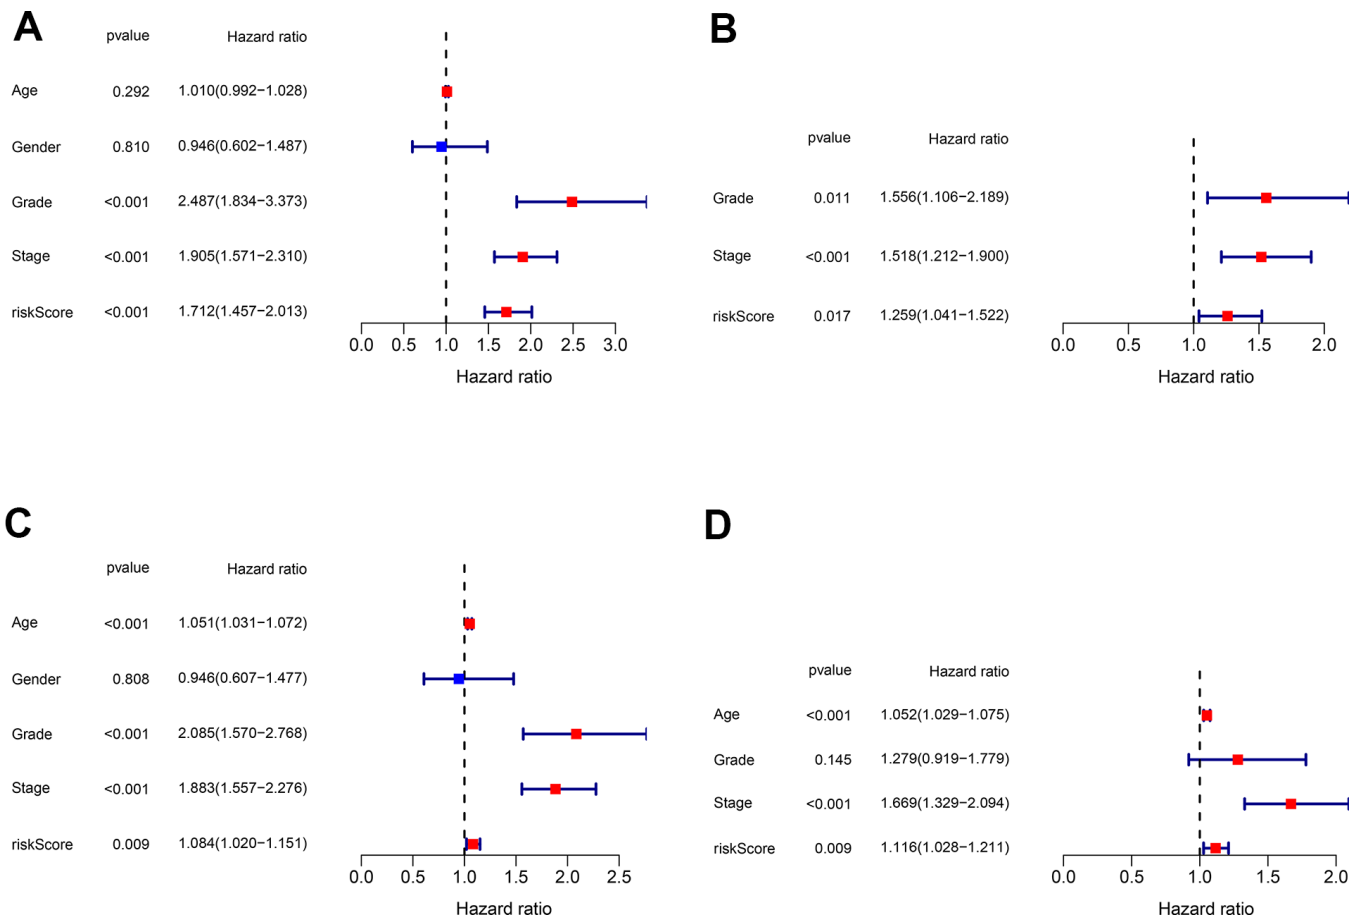 A
pvalue Hazard ratio
Age 0.292 1.010(0.992−1.028)
Gender 0.810 0.946(0.602−1.487)
Grade <0.001 2.487(1.834−3.373)
Stage <0.001 1.905(1.571−2.310)
riskScore <0.001 1.712(1.457−2.013)
0.0 0.5 1.0 1.5 2.0 2.5 3.0
Hazard ratio
B
pvalue Hazard ratio
Grade 0.011 1.556(1.106−2.189)
Stage <0.001 1.518(1.212−1.900)
riskScore 0.017 1.259(1.041−1.522)
0.0 0.5 1.0 1.5 2.0
Hazard ratio
C
pvalue Hazard ratio
Age <0.001 1.051(1.031−1.072)
Gender 0.808 0.946(0.607−1.477)
Grade <0.001 2.085(1.570−2.768)
Stage <0.001 1.883(1.557−2.276)
riskScore 0.009 1.084(1.020−1.151)
0.0 0.5 1.0 1.5 2.0 2.5
Hazard ratio
D
pvalue Hazard ratio
Age <0.001 1.052(1.029−1.075)
Grade 0.145 1.279(0.919−1.779)
Stage <0.001 1.669(1.329−2.094)
riskScore 0.009 1.116(1.028−1.211)
0.0 0.5 1.0 1.5 2.0
Hazard ratio